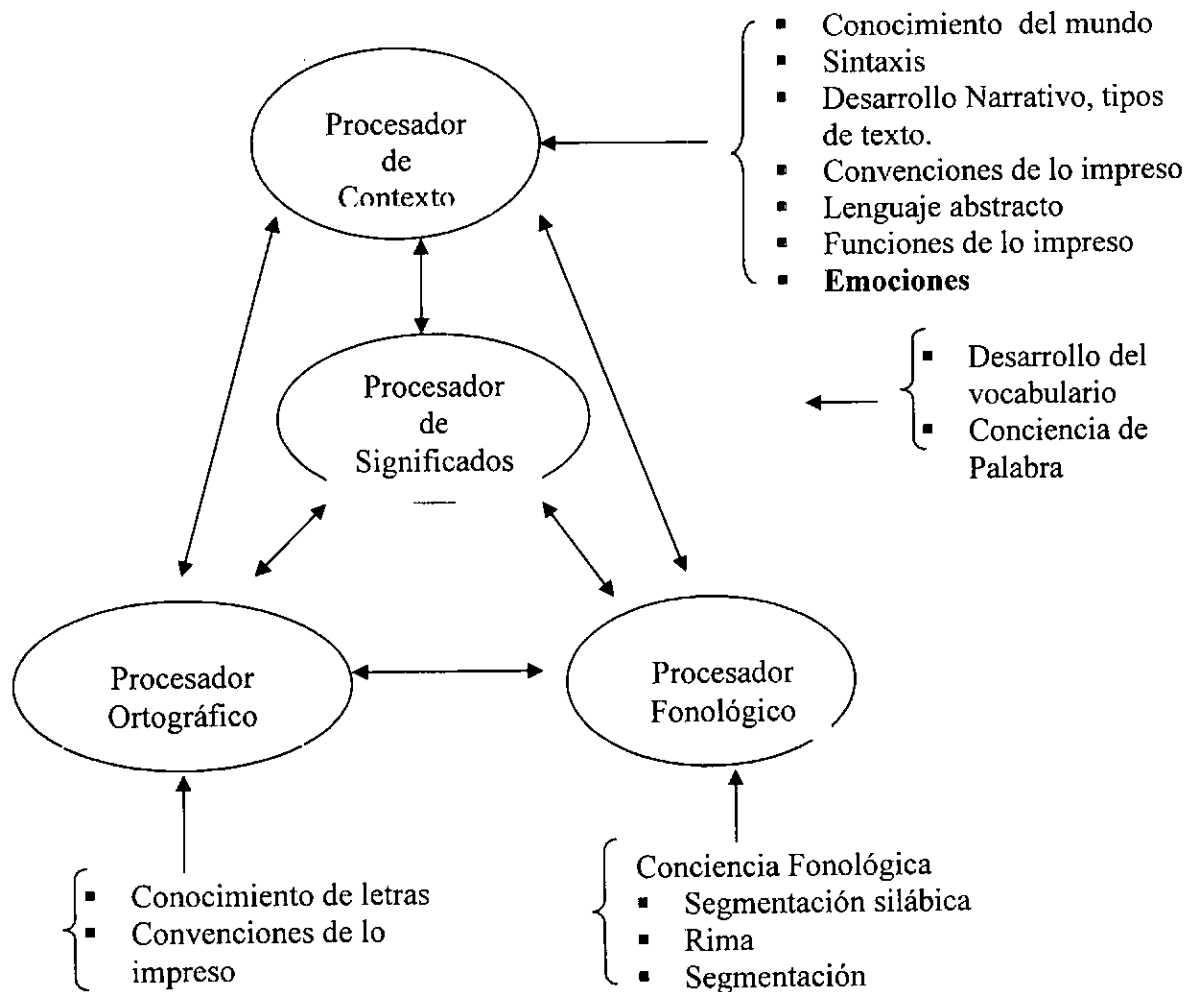 Procesador
de
Contexto
▪ Conocimiento del mundo
▪ Sintaxis
▪ Desarrollo Narrativo, tipos
de texto.
▪ Convenciones de lo impreso
▪ Lenguaje abstracto
▪ Funciones de lo impreso
▪ Emociones
Procesador
de
Significados
▪ Desarrollo del
vocabulario
▪ Conciencia de
Palabra
Procesador
Ortográfico
Procesador
Fonológico
▪ Conocimiento de letras
▪ Convenciones de lo
impreso
Conciencia Fonológica
▪ Segmentación silábica
▪ Rima
▪ Segmentación